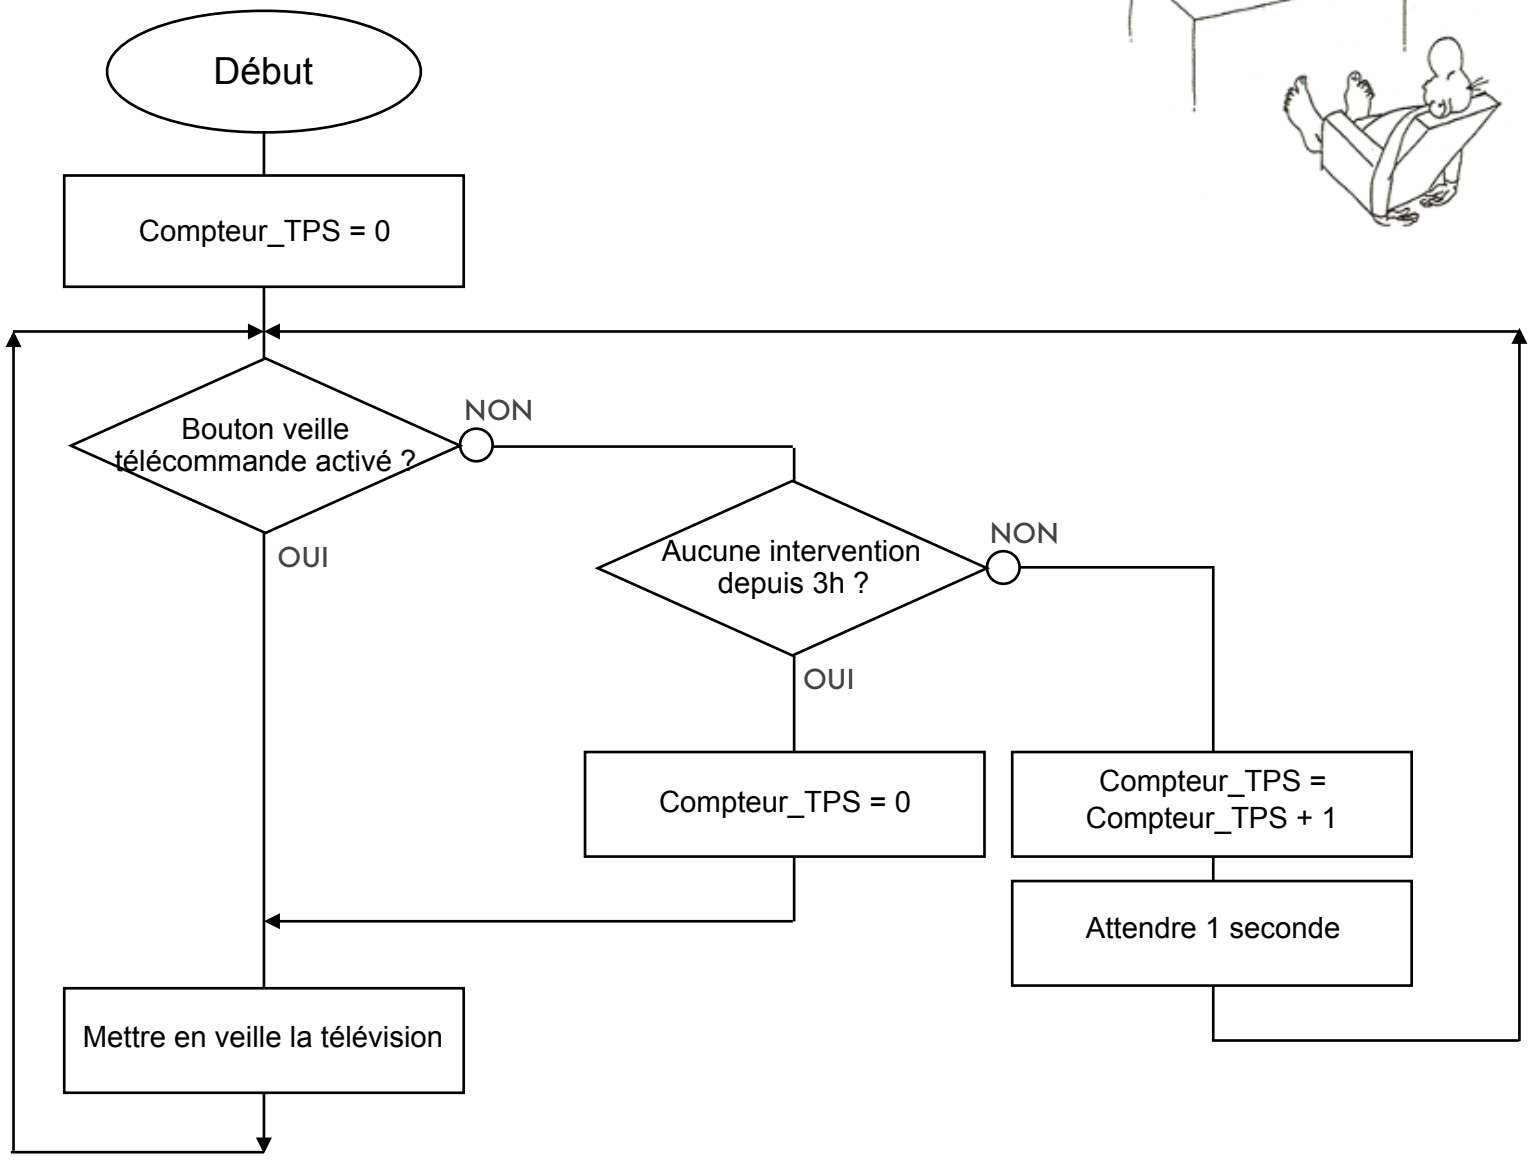 Début
Compteur_TPS = 0
Bouton veille
télécommande activé ?
NON
OUI
Aucune intervention
depuis 3h ?
NON
OUI
Compteur_TPS = 0
Compteur_TPS =
Compteur_TPS + 1
Attendre 1 seconde
Mettre en veille la télévision